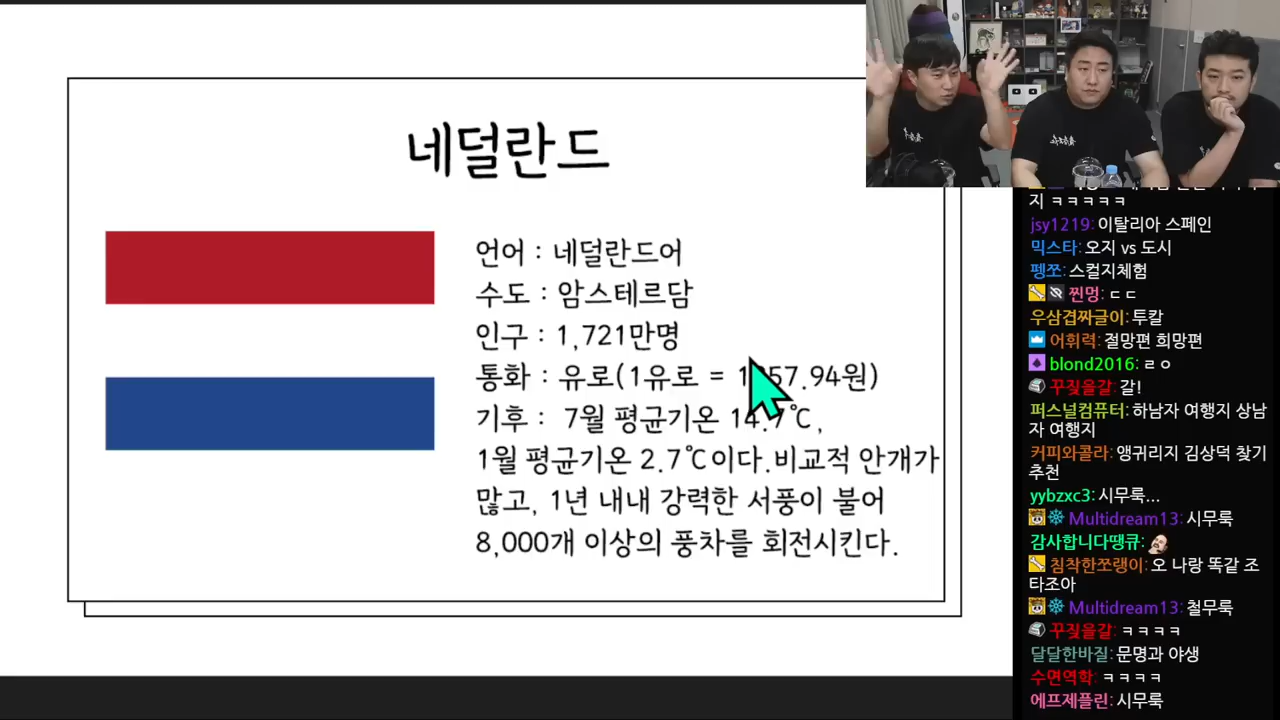 네덜란드
언어 : 네덜란드어
수도 : 암스테르담
인구 : 1,721만명
통화 : 유로(1유로 = 57.94원)
기후 : 7월 평균기온 14.7℃,
1월 평균기온 2.7℃이다.비교적 안개가
많고, 1년 내내 강력한 서풍이 불어
8,000개 이상의 풍차를 회전시킨다.
지 ㅋㅋㅋㅋㅋ
jsy1219: 이탈리아 스페인
믹스타: 오지 vs 도시
펭쪼: 스컬지체험
찐멍: ㄷㄷ
우삼겹짜글이: 투칼
어휘력: 절망편 희망편
blond2016: ㄹㅇ
꾸짖을갈: 갈!
퍼스널컴퓨터: 하남자 여행지 상남
자 여행지
커피와콜라: 앵귀리지 김상덕 찾기
추천
yybzxc3: 시무룩...
Multidream13: 시무룩
감사합니다땡큐:
침착한쪼랭이: 오 나랑 똑같 조
타조아
Multidream13: 철무룩
꾸짖을갈: ㅋㅋㅋㅋ
달달한바질: 문명과 야생
수면역학: ㅋㅋㅋㅋ
에프제플린: 시무룩